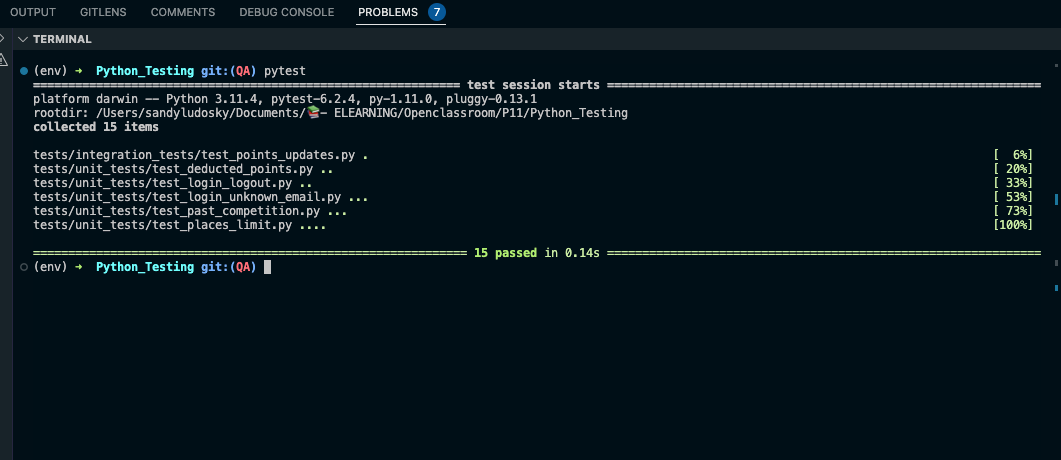 OUTPUT GITLENS COMMENTS DEBUG CONSOLE PROBLEMS 7
TERMINAL
(env) ➜ Python_Testing git:(QA) pytest
============================= test session starts =============================
platform darwin -- Python 3.11.4, pytest-6.2.4, py-1.11.0, pluggy-0.13.1
rootdir: /Users/sandyludosky/Documents/📚- ELEARNING/Openclassroom/P11/Python_Testing
collected 15 items
tests/integration_tests/test_points_updates.py . [  6%]
tests/unit_tests/test_deducted_points.py .. [ 20%]
tests/unit_tests/test_login_logout.py .. [ 33%]
tests/unit_tests/test_login_unknown_email.py ... [ 53%]
tests/unit_tests/test_past_competition.py ... [ 73%]
tests/unit_tests/test_places_limit.py .... [100%]
============================= 15 passed in 0.14s =============================
(env) ➜ Python_Testing git:(QA)